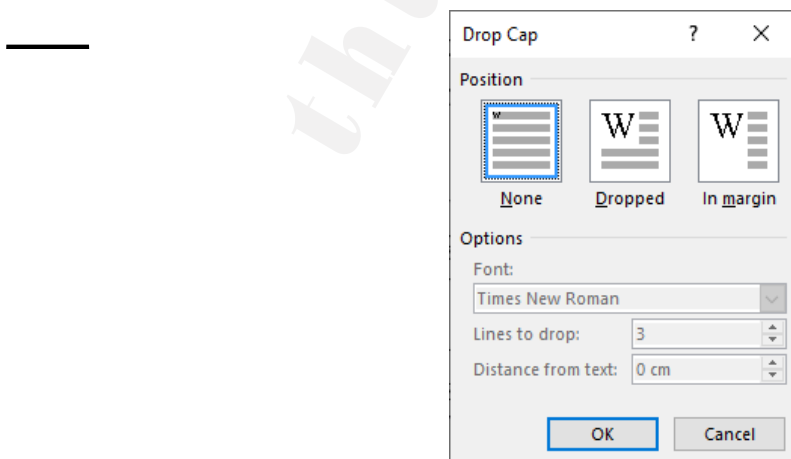 Drop Cap ? ×
Position
W W W
None Dropped In margin
Options
Font:
Times New Roman
Lines to drop: 3
Distance from text: 0 cm
OK Cancel